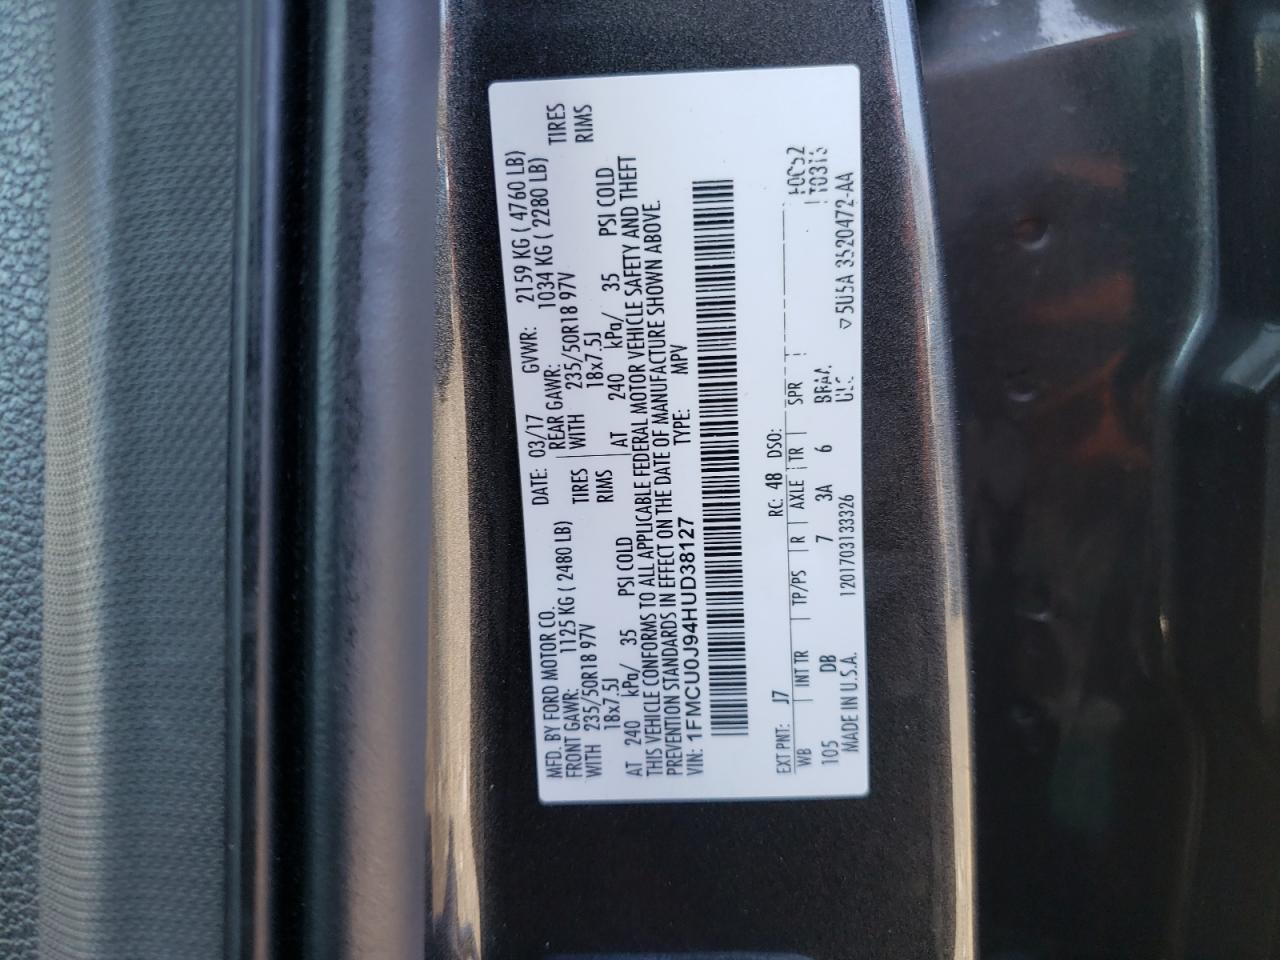 MFD. BY FORD MOTOR CO. DATE: 03/17 GVWR: 2159 KG ( 4760 LB)
FRONT GAWR: 1125 KG ( 2480 LB) REAR GAWR: 1034 KG ( 2280 LB)
WITH 235/50R18 97V TIRES WITH 235/50R18 97V TIRES
18x7.5J RIMS 18x7.5J RIMS
AT 240 kPa/ 35 PSI COLD AT 240 kPa/ 35 PSI COLD
THIS VEHICLE CONFORMS TO ALL APPLICABLE FEDERAL MOTOR VEHICLE SAFETY AND THEFT
PREVENTION STANDARDS IN EFFECT ON THE DATE OF MANUFACTURE SHOWN ABOVE.
VIN: 1FMCU0J94HUD38127 TYPE: MPV
EXT PNT: J7 RC: 48 DSO:
WB INT TR TP/PS R AXLE TR SPR
105 DB 7 3A 6
MADE IN U.S.A. 1201703133326 ▽5U5A 3520472-AA